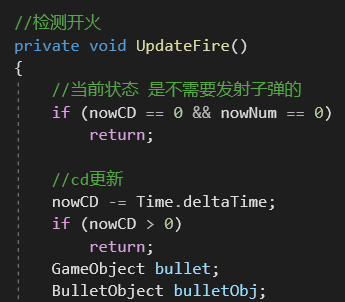 //检测开火
private void UpdateFire()
{
//当前状态 是不需要发射子弹的
if (nowCD == 0 && nowNum == 0)
return;
//cd更新
nowCD -= Time.deltaTime;
if (nowCD > 0)
return;
GameObject bullet;
BulletObject bulletObj;